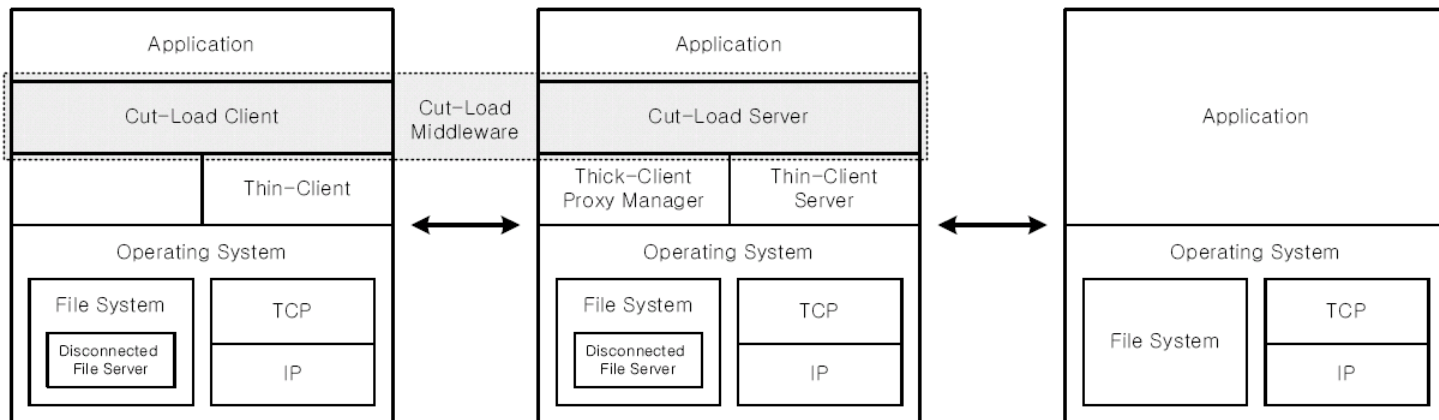 Application
Cut-Load Client
Thin-Client
Operating System
File System
Disconnected
File Server
TCP
IP
Cut-Load
Middleware
Application
Cut-Load Server
Thick-Client
Proxy Manager
Thin-Client
Server
Operating System
File System
Disconnected
File Server
TCP
IP
Application
Operating System
File System
TCP
IP